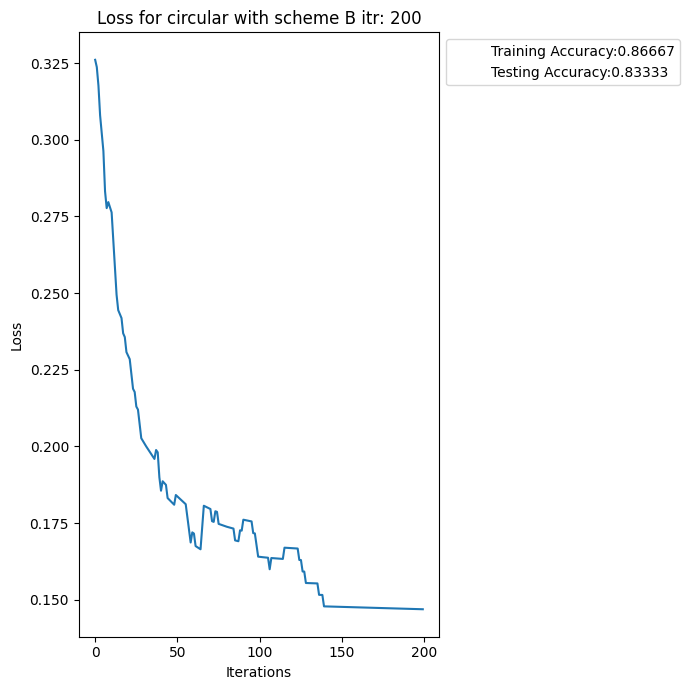 Loss for circular with scheme B itr: 200
Training Accuracy:0.86667
Testing Accuracy:0.83333
0.325
0.300
0.275
0.250
0.225
0.200
0.175
0.150
Loss
0
50
100
150
200
Iterations